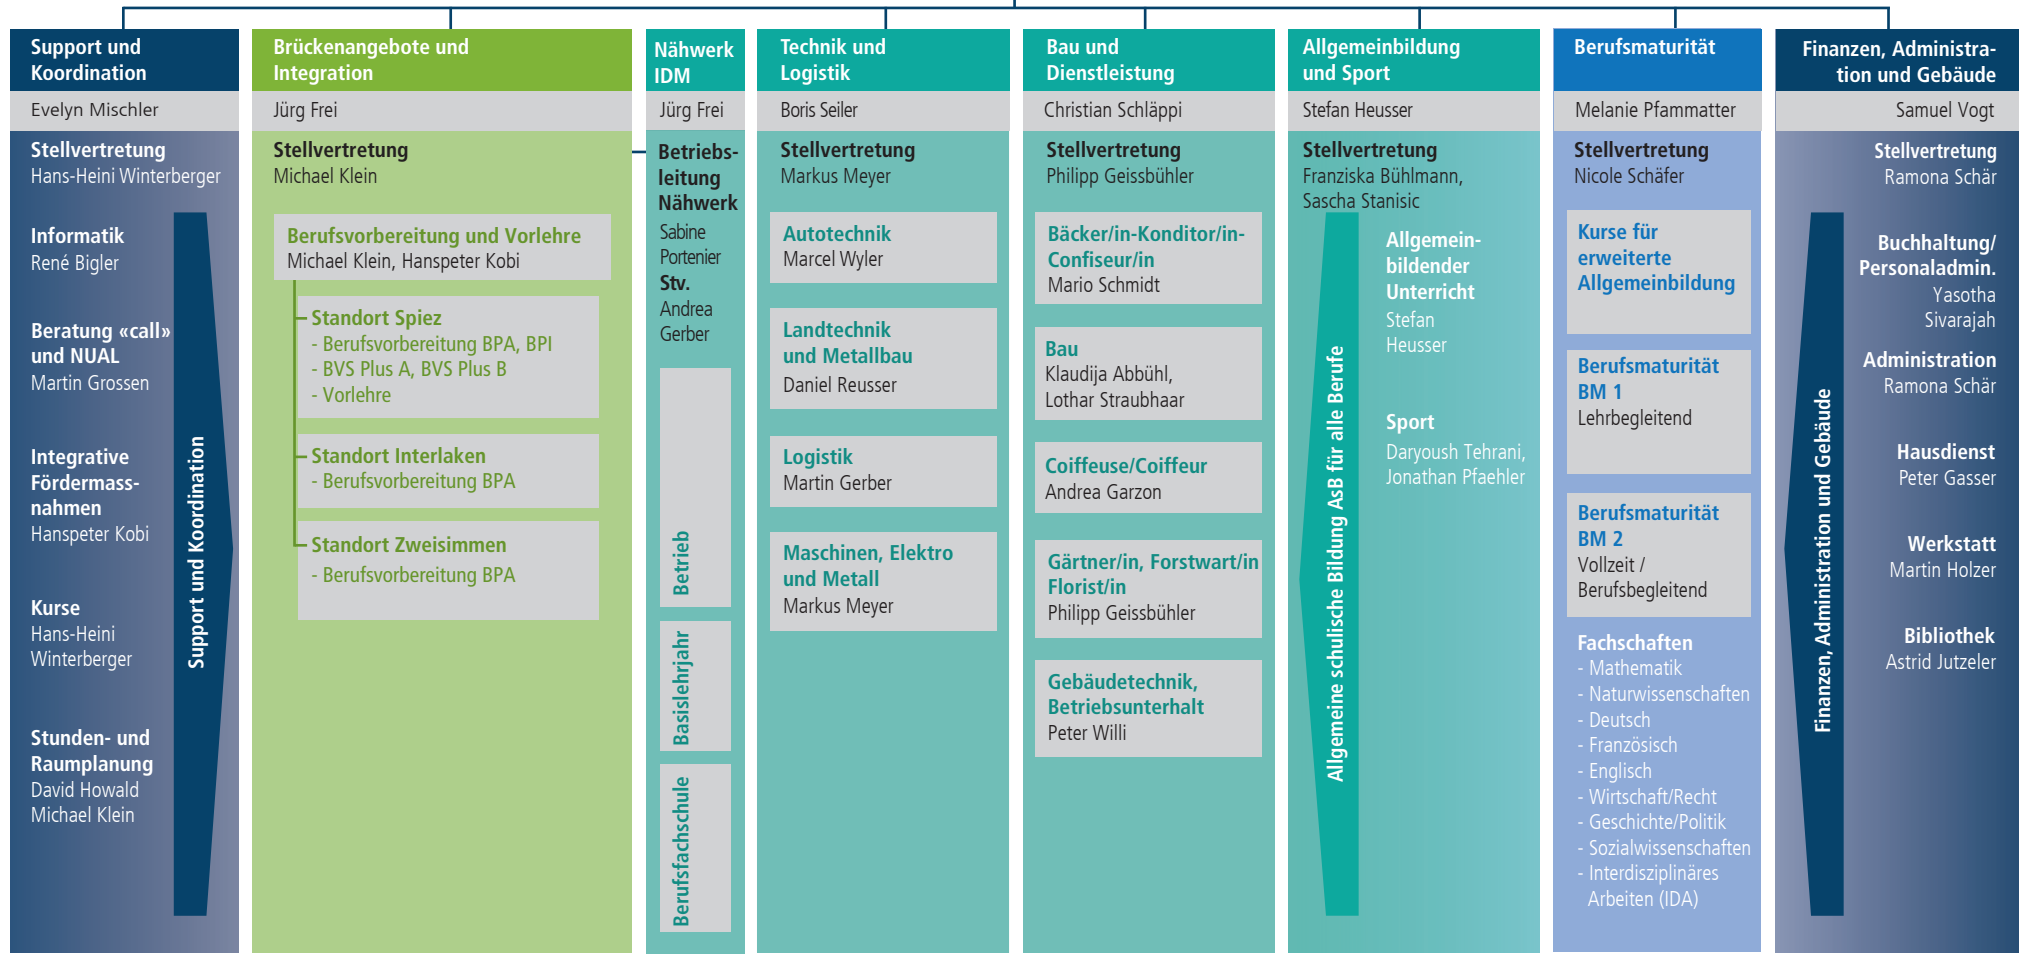 Support und
Koordination
Evelyn Mischler
Stellvertretung
Hans-Heini Winterberger
Informatik
René Bigler
Beratung «call»
und NUAL
Martin Grossen
Integrative
Fördermass-
nahmen
Hanspeter Kobi
Kurse
Hans-Heini
Winterberger
Stunden- und
Raumplanung
David Howald
Michael Klein
Support und Koordination
Brückenangebote und
Integration
Jürg Frei
Stellvertretung
Michael Klein
Berufsvorbereitung und Vorlehre
Michael Klein, Hanspeter Kobi
Standort Spiez
- Berufsvorbereitung BPA, BPI
- BVS Plus A, BVS Plus B
- Vorlehre
Standort Interlaken
- Berufsvorbereitung BPA
Standort Zweisimmen
- Berufsvorbereitung BPA
Nähwerk
IDM
Jürg Frei
Betriebs-
leitung
Nähwerk
Sabine
Portenier
Stv.
Andrea
Gerber
Betrieb
Basislehrjahr
Berufsfachschule
Technik und
Logistik
Boris Seiler
Stellvertretung
Markus Meyer
Autotechnik
Marcel Wyler
Landtechnik
und Metallbau
Daniel Reusser
Logistik
Martin Gerber
Maschinen, Elektro
und Metall
Markus Meyer
Bau und
Dienstleistung
Christian Schläppi
Stellvertretung
Philipp Geissbühler
Bäcker/in-Konditor/in-
Confiseur/in
Mario Schmidt
Bau
Klaudija Abbühl,
Lothar Straubhaar
Coiffeuse/Coiffeur
Andrea Garzon
Gärtner/in, Forstwart/in
Florist/in
Philipp Geissbühler
Gebäudetechnik,
Betriebsunterhalt
Peter Willi
Allgemeinbildung
und Sport
Stefan Heusser
Stellvertretung
Franziska Bühlmann,
Sascha Stanisic
Allgemeine schulische Bildung AsB für alle Berufe
Allgemein-
bildender
Unterricht
Stefan
Heusser
Sport
Daryoush Tehrani,
Jonathan Pfaehler
Berufsmaturität
Melanie Pfammatter
Stellvertretung
Nicole Schäfer
Kurse für
erweiterte
Allgemeinbildung
Berufsmaturität
BM 1
Lehrbegleitend
Berufsmaturität
BM 2
Vollzeit /
Berufsbegleitend
Fachschaften
- Mathematik
- Naturwissenschaften
- Deutsch
- Französisch
- Englisch
- Wirtschaft/Recht
- Geschichte/Politik
- Sozialwissenschaften
- Interdisziplinäres
Arbeiten (IDA)
Finanzen, Administra-
tion und Gebäude
Samuel Vogt
Stellvertretung
Ramona Schär
Buchhaltung/
Personaladmin.
Yasotha
Sivarajah
Administration
Ramona Schär
Hausdienst
Peter Gasser
Werkstatt
Martin Holzer
Bibliothek
Astrid Jutzeler
Finanzen, Administration und Gebäude